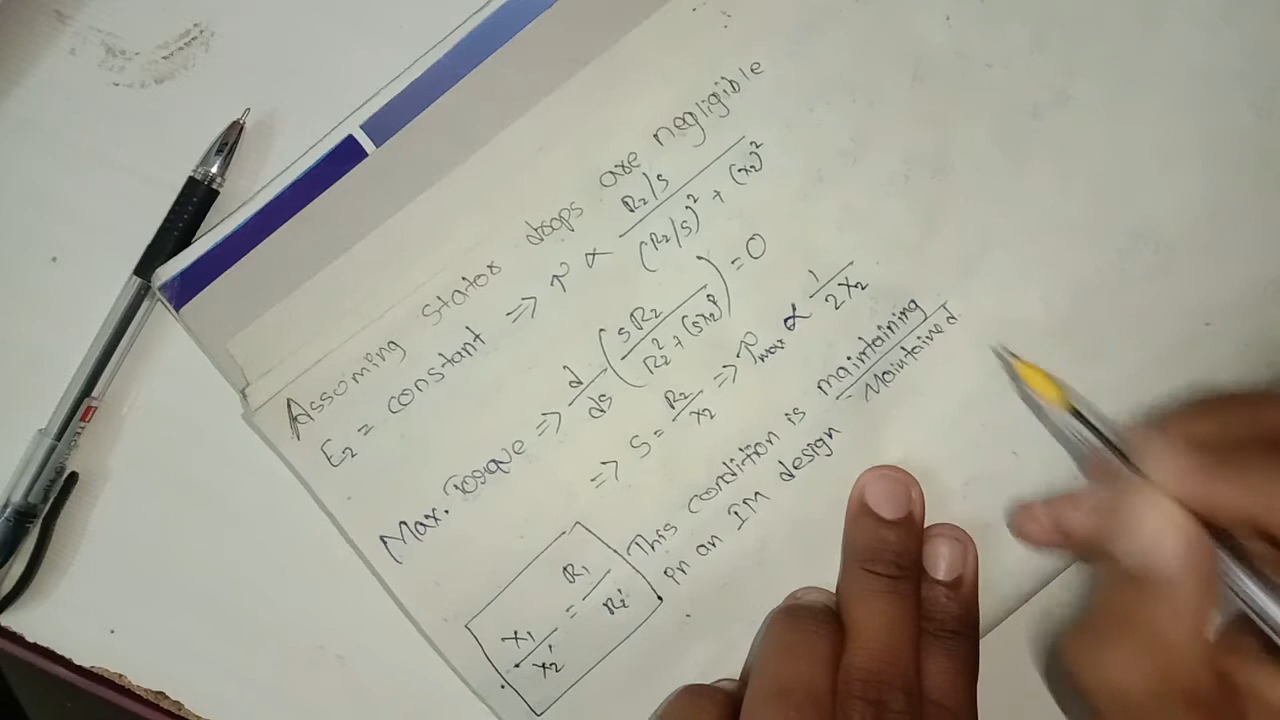 Assuming stator drops are negligible
E₂ = constant => τ ∝ (R₂/s) / ((R₂/s)² + (x₂)²)
Max. Torque => d/ds (sR₂ / (R₂² + (sx₂)²)) = 0
=> s = R₂/x₂ => τmax ∝ 1/2x₂
X₁/X₂' = R₁/R₂'
This condition is maintaining
Maintained
in an IM design